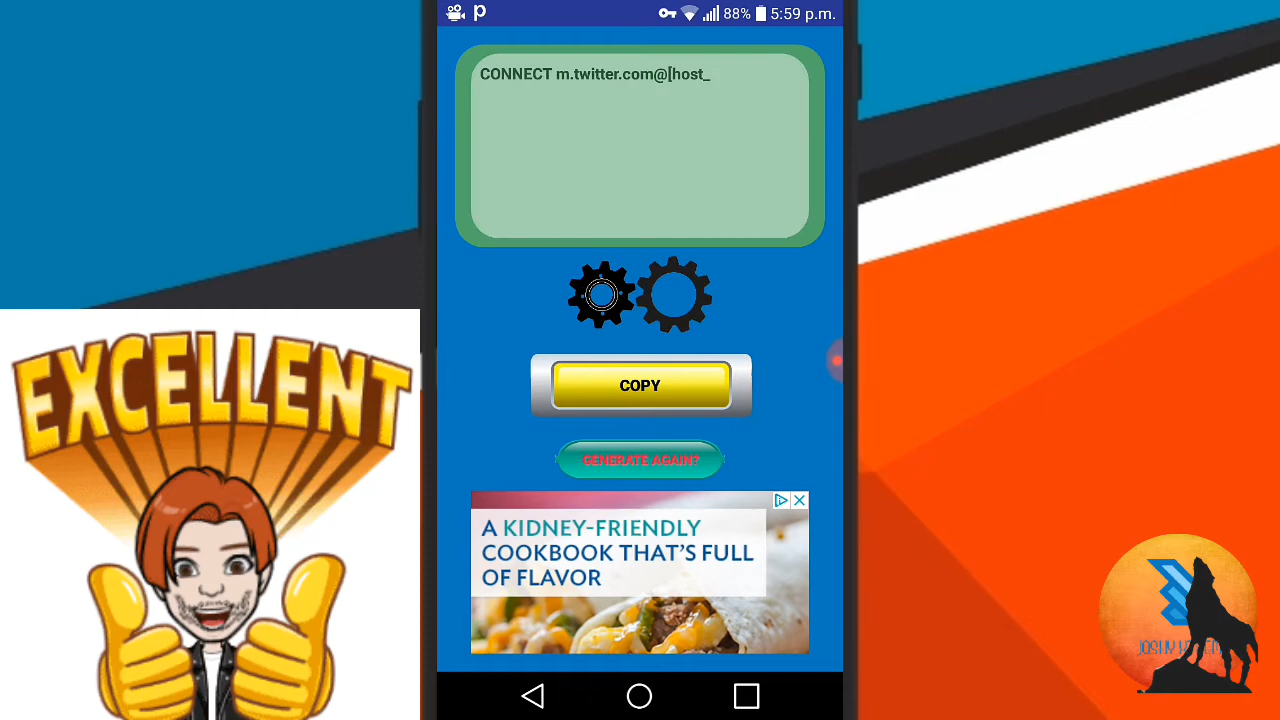 p
88%
5:59 p.m.
CONNECT m.twitter.com@[host_
COPY
GENERATE AGAIN?
A KIDNEY-FRIENDLY
COOKBOOK THAT'S FULL
OF FLAVOR
EXCELLENT